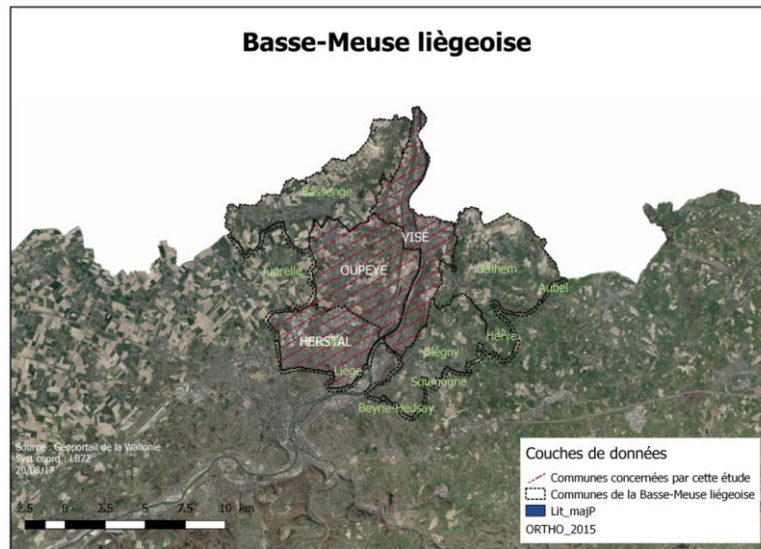 Basse-Meuse liègeoise
Bassenge
VISE
Juprelle
OUPEYE
Dalhem
Aubel
HERSTAL
Herve
Blégny
Liège
Soumagne
Beyne-Heusay
Source : Géoportail de la Wallonie
Syst coord : LB72
20/08/17
2.5 0 2.5 5 7.5 10 km
Couches de données
Communes concernées par cette étude
Communes de la Basse-Meuse liégeoise
Lit_majP
ORTHO_2015